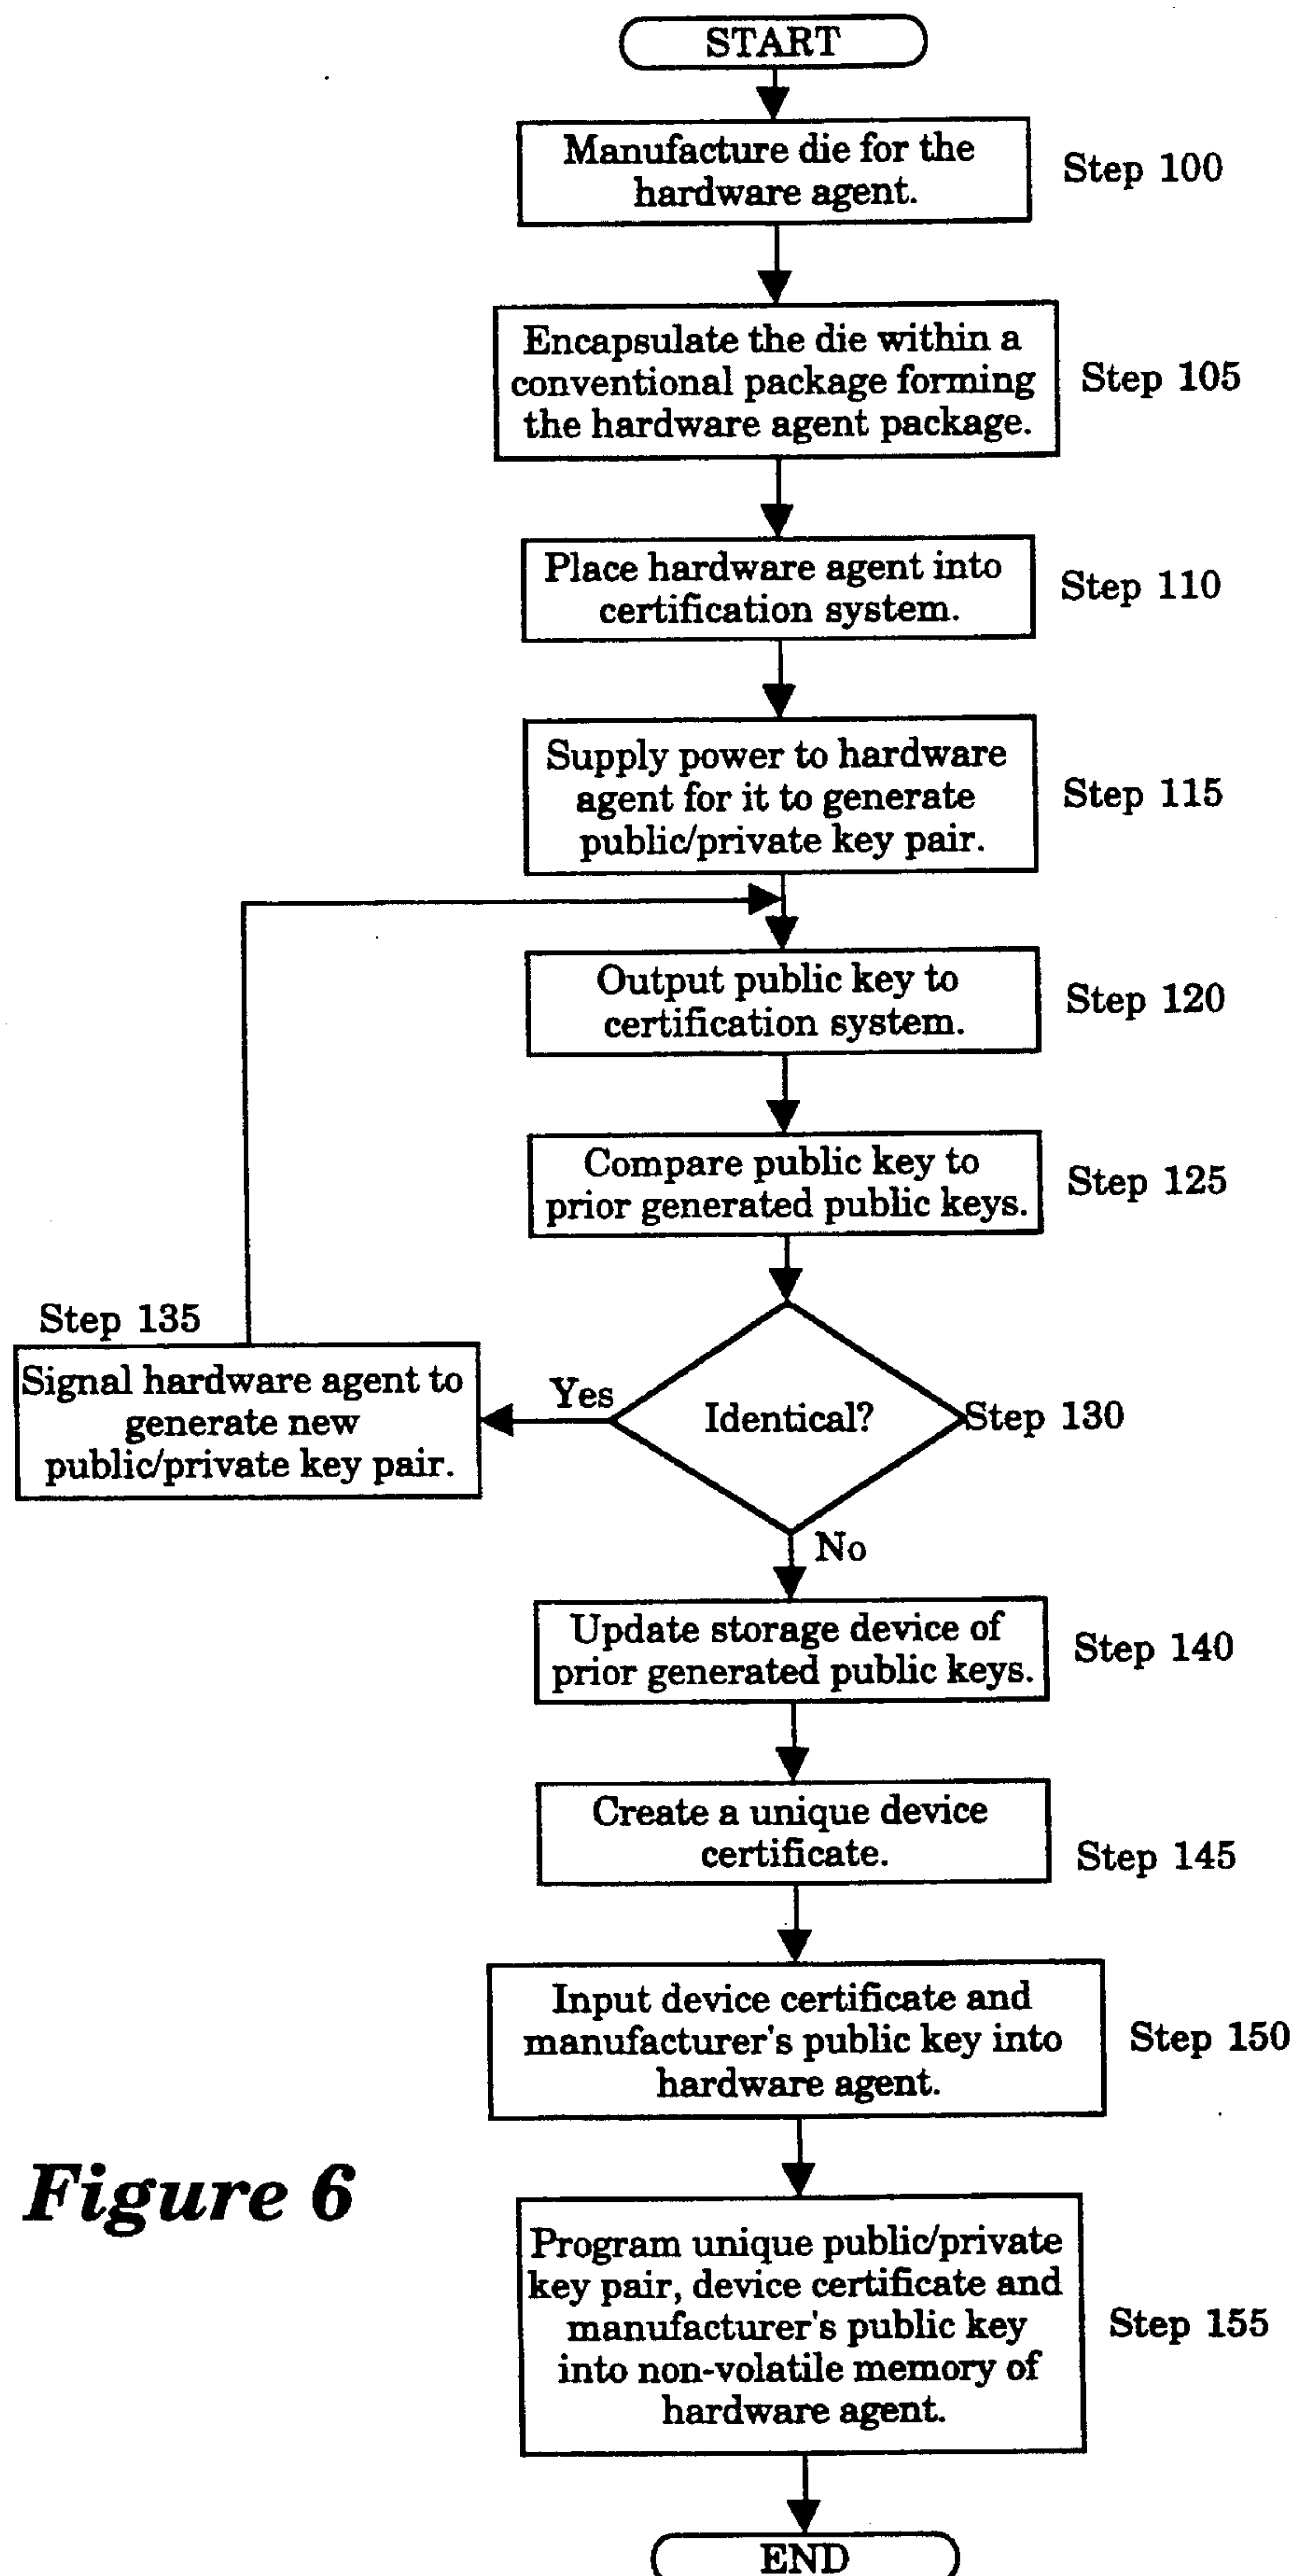 START
Manufacture die for the
hardware agent.
Step 100
Encapsulate the die within a
conventional package forming
the hardware agent package.
Step 105
Place hardware agent into
certification system.
Step 110
Supply power to hardware
agent for it to generate
public/private key pair.
Step 115
Output public key to
certification system.
Step 120
Compare public key to
prior generated public keys.
Step 125
Step 135
Signal hardware agent to
generate new
public/private key pair.
Yes
Identical?
Step 130
No
Update storage device of
prior generated public keys.
Step 140
Create a unique device
certificate.
Step 145
Input device certificate and
manufacturer's public key into
hardware agent.
Step 150
Figure 6
Program unique public/private
key pair, device certificate and
manufacturer's public key
into non-volatile memory of
hardware agent.
Step 155
END